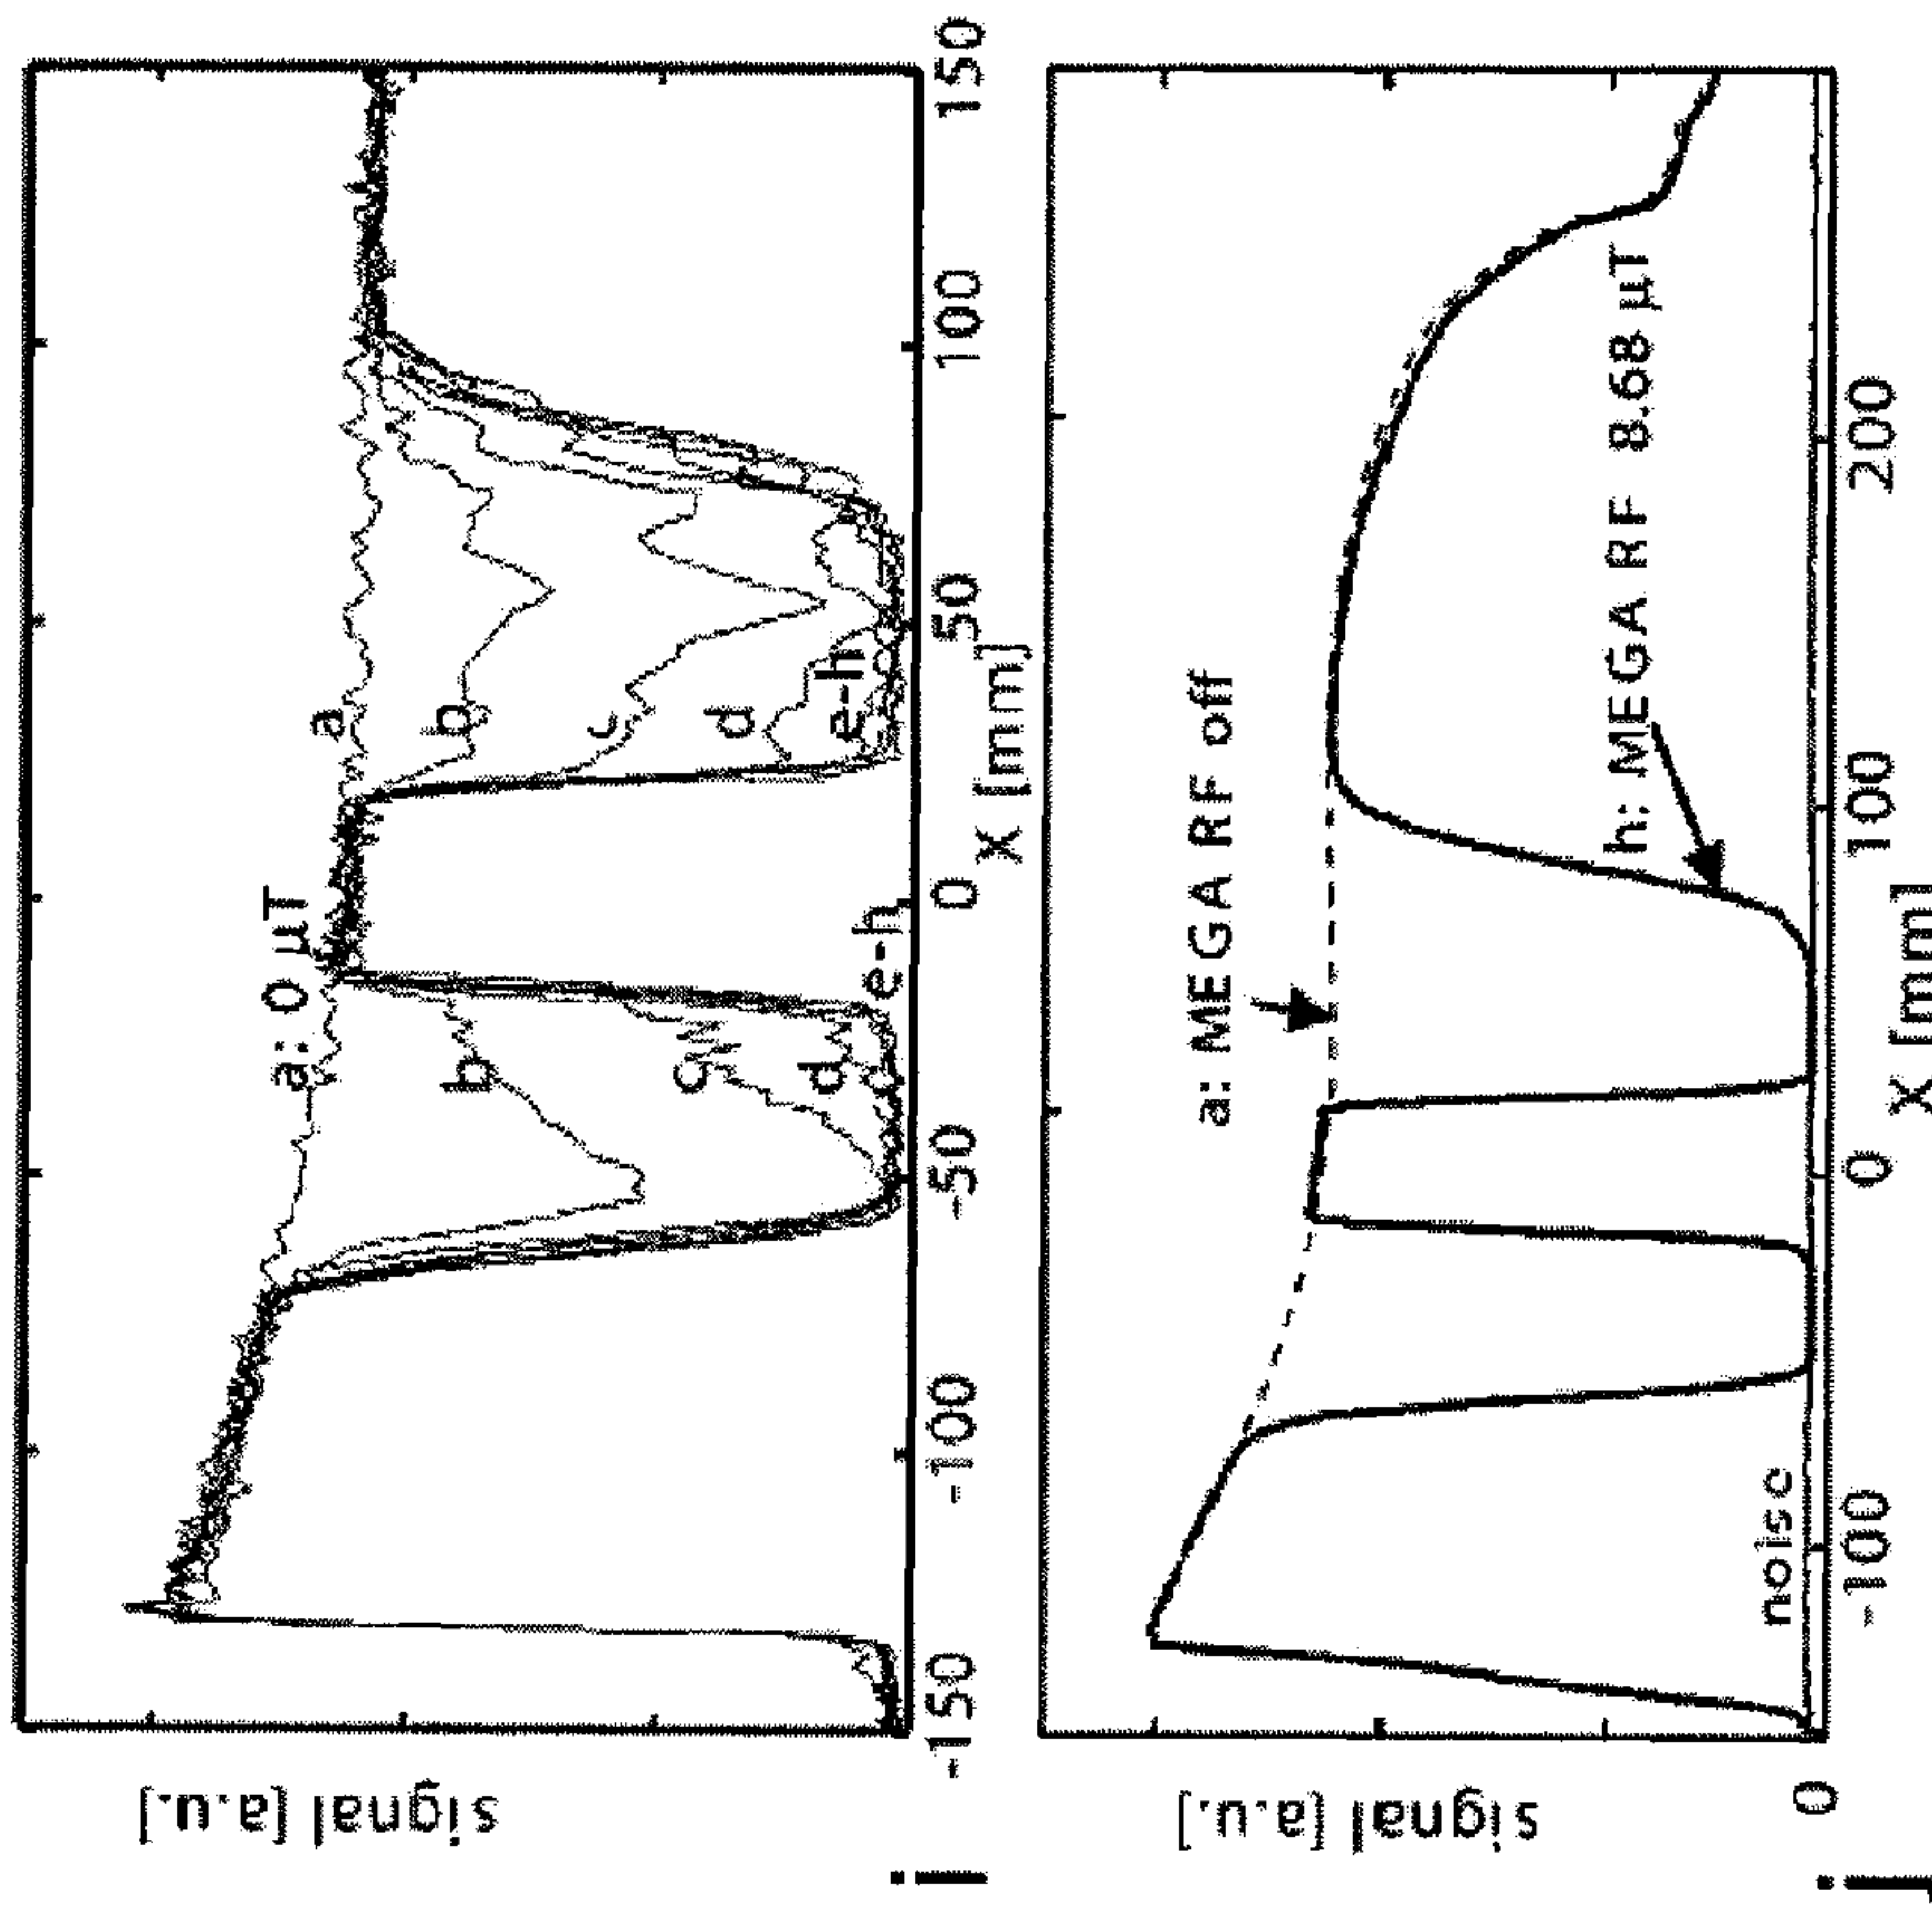 signal [a.u.]
a: 0 µT
a
b
b
c
c
d
d
e-h
e-h
-150
-100
-50
0
50
100
150
X [mm]
i
signal [a.u.]
a: MEGA RF off
h: MEGA RF 8.68 µT
noise
0
-100
0
100
200
X [mm]
j